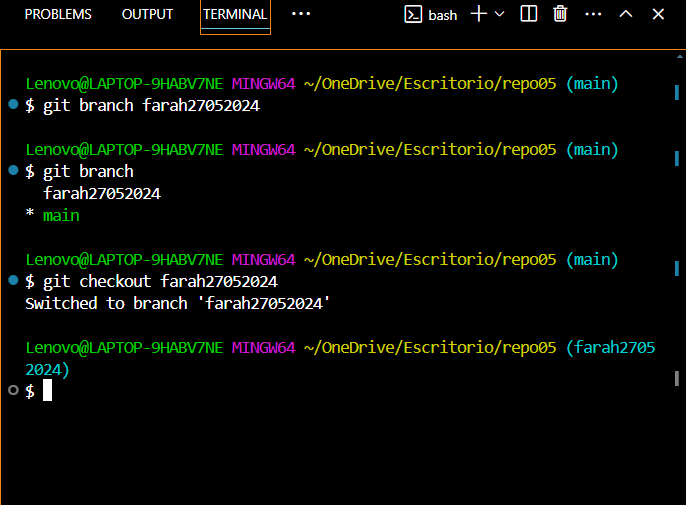 PROBLEMS OUTPUT TERMINAL ··· bash ···
Lenovo@LAPTOP-9HABV7NE MINGW64 ~/OneDrive/Escritorio/repo05 (main)
$ git branch farah27052024
Lenovo@LAPTOP-9HABV7NE MINGW64 ~/OneDrive/Escritorio/repo05 (main)
$ git branch
farah27052024
* main
Lenovo@LAPTOP-9HABV7NE MINGW64 ~/OneDrive/Escritorio/repo05 (main)
$ git checkout farah27052024
Switched to branch 'farah27052024'
Lenovo@LAPTOP-9HABV7NE MINGW64 ~/OneDrive/Escritorio/repo05 (farah2705
2024)
$